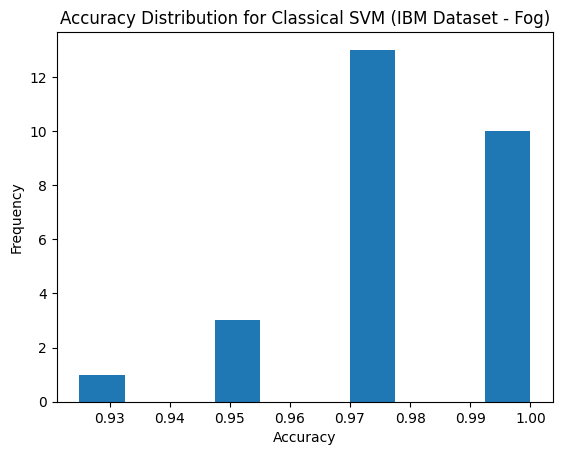 Accuracy Distribution for Classical SVM (IBM Dataset - Fog)
Frequency
12
10
8
6
4
2
0
0.93 0.94 0.95 0.96 0.97 0.98 0.99 1.00
Accuracy